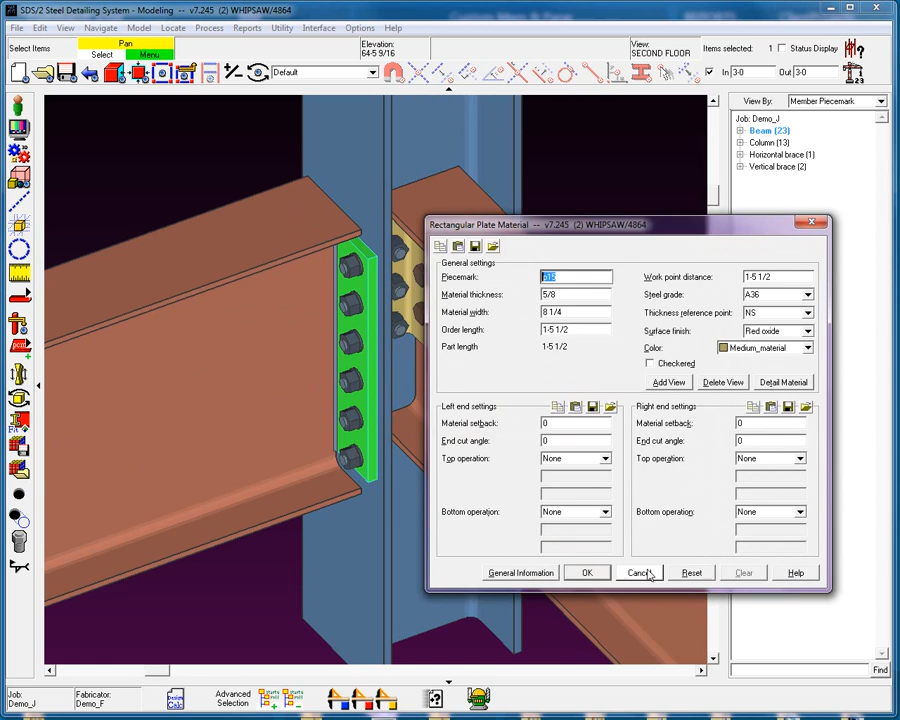 SDS/2 Steel Detailing System -- Modeling -- v7.245 (2) WHIPSAW/4864
File Edit View Navigate Model Locate Process Reports Utility Interface Options Help
Select Items
Pan
Select
Menu
Elevation:
64-5 9/16
View:
SECOND FLOOR
Items selected: 1
Status Display
Default
In 3-0
Out 3-0
123
View By: Member Piecemark
Job: Demo_J
Beam (23)
Column (13)
Horizontal brace (1)
Vertical brace (2)
Rectangular Plate Material -- v7.245 (2) WHIPSAW/4864
General settings
Piecemark:
Material thickness: 5/8
Material width: 8 1/4
Order length: 1-5 1/2
Part length 1-5 1/2
Work point distance: 1-5 1/2
Steel grade: A36
Thickness reference point: NS
Surface finish: Red oxide
Color: Medium_material
Checkered
Add View Delete View Detail Material
Left end settings
Material setback: 0
End cut angle: 0
Top operation: None
Bottom operation: None
Right end settings
Material setback: 0
End cut angle: 0
Top operation: None
Bottom operation: None
General Information OK Cancel Reset Clear Help
Find
Job:
Demo_J
Fabricator:
Demo_F
Design
Calc
Advanced
Selection